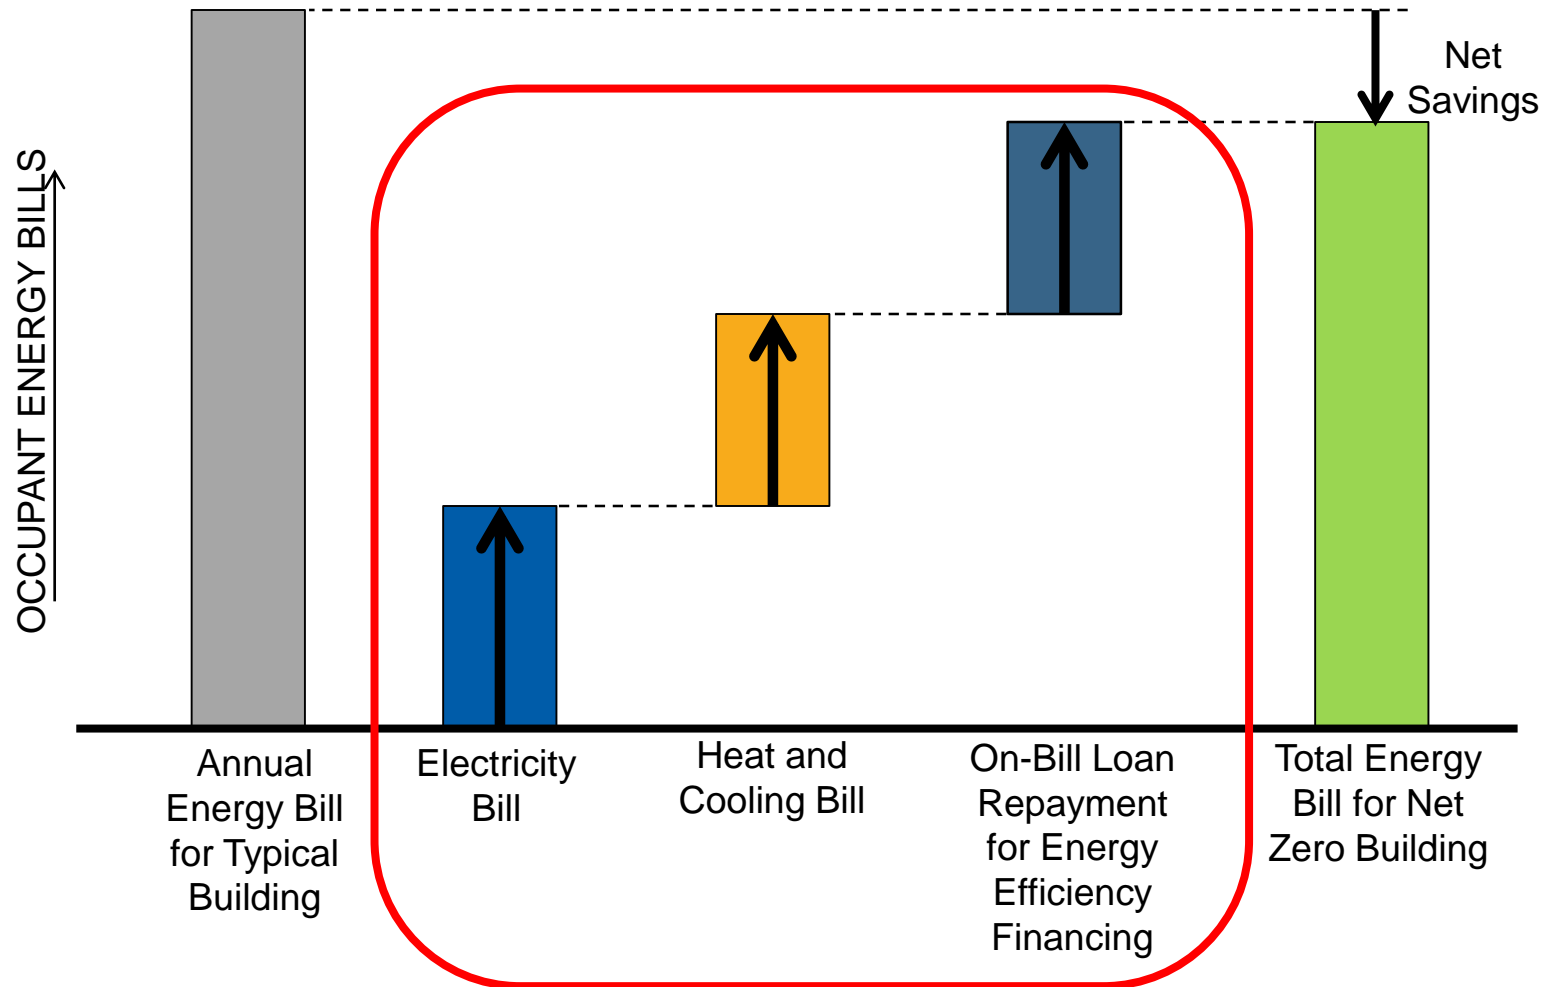 Net
Savings
OCCUPANT ENERGY BILLS
Annual
Energy Bill
for Typical
Building
Electricity
Bill
Heat and
Cooling Bill
On-Bill Loan
Repayment
for Energy
Efficiency
Financing
Total Energy
Bill for Net
Zero Building